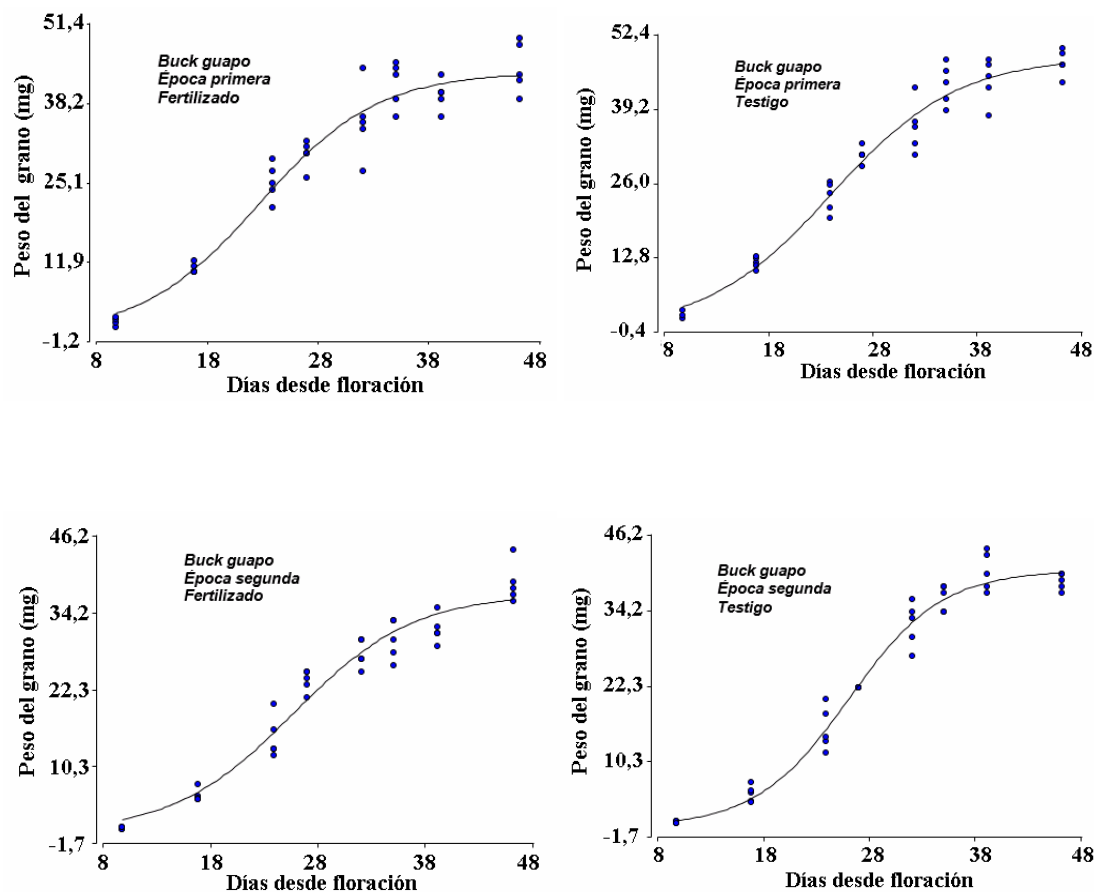 51,4
38,2
25,1
11,9
-1,2
Peso del grano (mg)
Buck guapo
Época primera
Fertilizado
8 18 28 38 48
Días desde floración
52,4
39,2
26,0
12,8
-0,4
Peso del grano (mg)
Buck guapo
Época primera
Testigo
8 18 28 38 48
Días desde floración
46,2
34,2
22,3
10,3
-1,7
Peso del grano (mg)
Buck guapo
Época segunda
Fertilizado
8 18 28 38 48
Días desde floración
46,2
34,2
22,3
10,3
-1,7
Peso del grano (mg)
Buck guapo
Época segunda
Testigo
8 18 28 38 48
Días desde floración